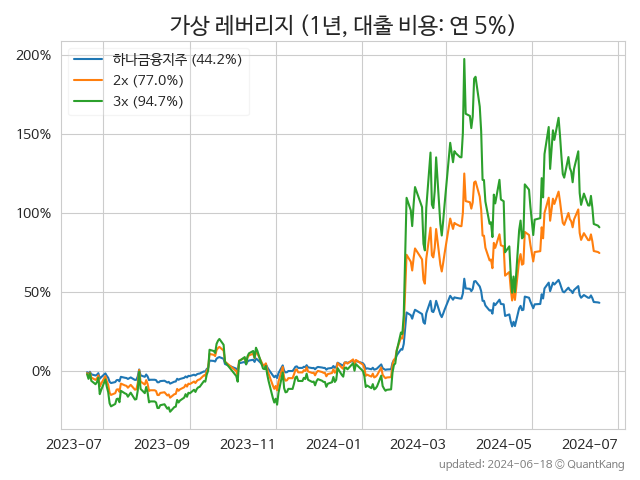 가상 레버리지 (1년, 대출 비용: 연 5%)
200%
150%
100%
50%
0%
하나금융지주 (44.2%)
2x (77.0%)
3x (94.7%)
2023-07
2023-09
2023-11
2024-01
2024-03
2024-05
2024-07
updated: 2024-06-18 © QuantKang